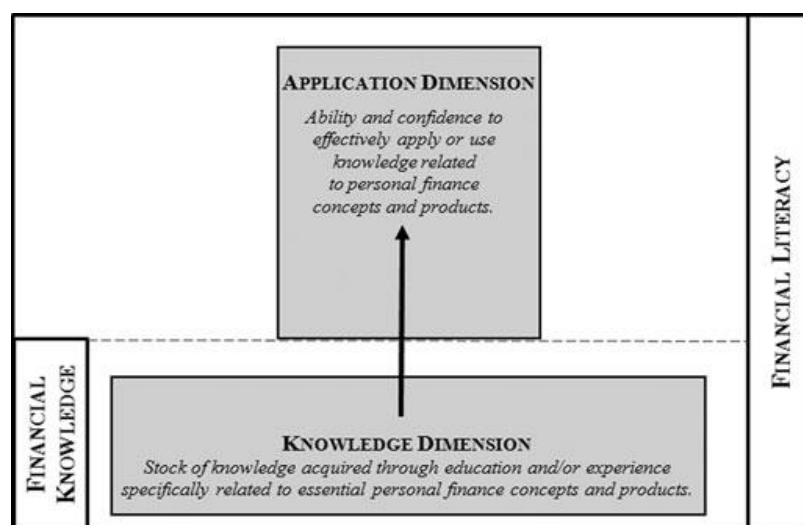 APPLICATION DIMENSION
Ability and confidence to
effectively apply or use
knowledge related
to personal finance
concepts and products.
FINANCIAL LITERACY
FINANCIAL
KNOWLEDGE
KNOWLEDGE DIMENSION
Stock of knowledge acquired through education and/or experience
specifically related to essential personal finance concepts and products.